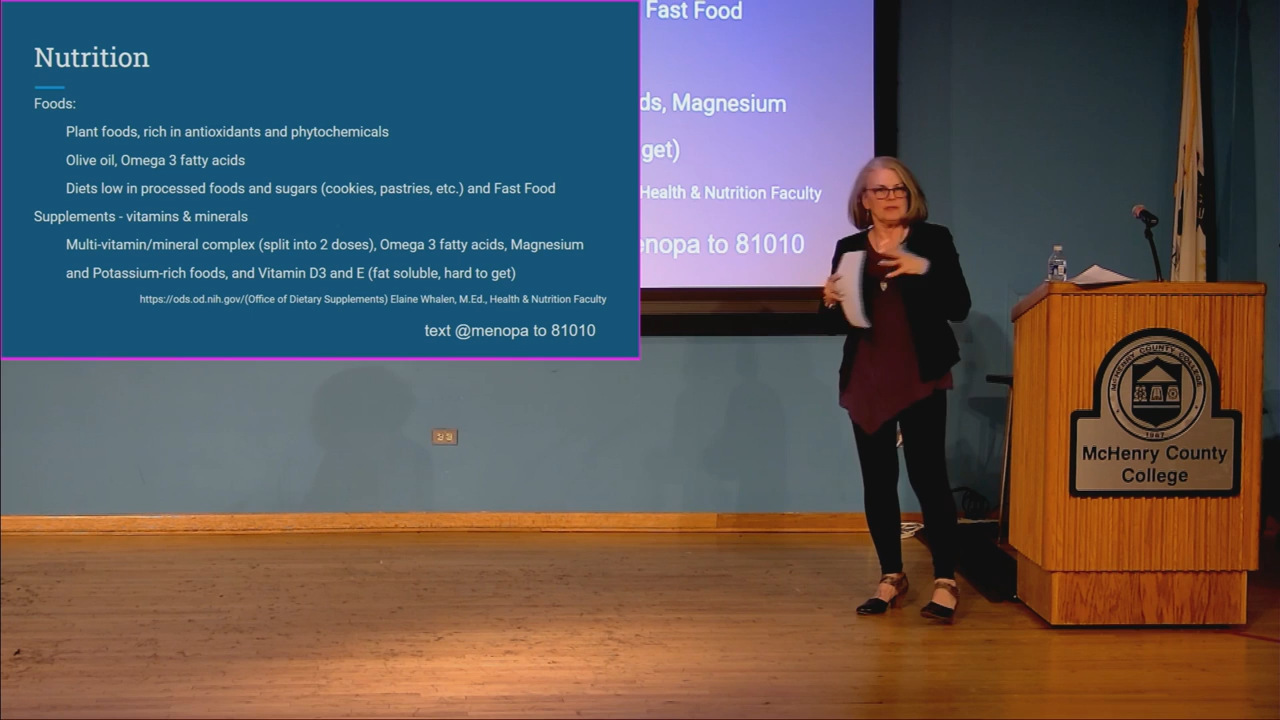 Nutrition
Foods:
Plant foods, rich in antioxidants and phytochemicals
Olive oil, Omega 3 fatty acids
Diets low in processed foods and sugars (cookies, pastries, etc.) and Fast Food
Supplements - vitamins & minerals
Multi-vitamin/mineral complex (split into 2 doses), Omega 3 fatty acids, Magnesium
and Potassium-rich foods, and Vitamin D3 and E (fat soluble, hard to get)
https://ods.od.nih.gov/(Office of Dietary Supplements) Elaine Whalen, M.Ed., Health & Nutrition Faculty
text @menopa to 81010
Fast Food
ds, Magnesium
get)
Health & Nutrition Faculty
enopa to 81010
McHENRY COUNTY COLLEGE
1967
McHenry County
College